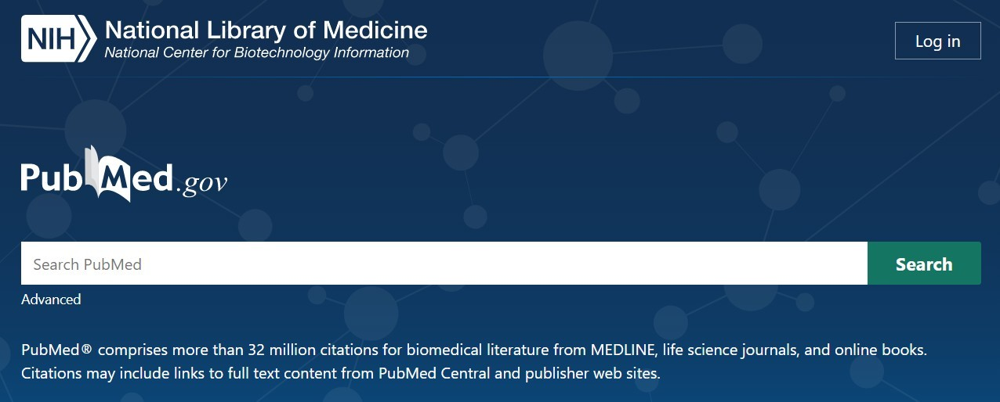 NIH
National Library of Medicine
National Center for Biotechnology Information
Log in
PubMed.gov
Search PubMed
Search
Advanced
PubMed® comprises more than 32 million citations for biomedical literature from MEDLINE, life science journals, and online books.
Citations may include links to full text content from PubMed Central and publisher web sites.